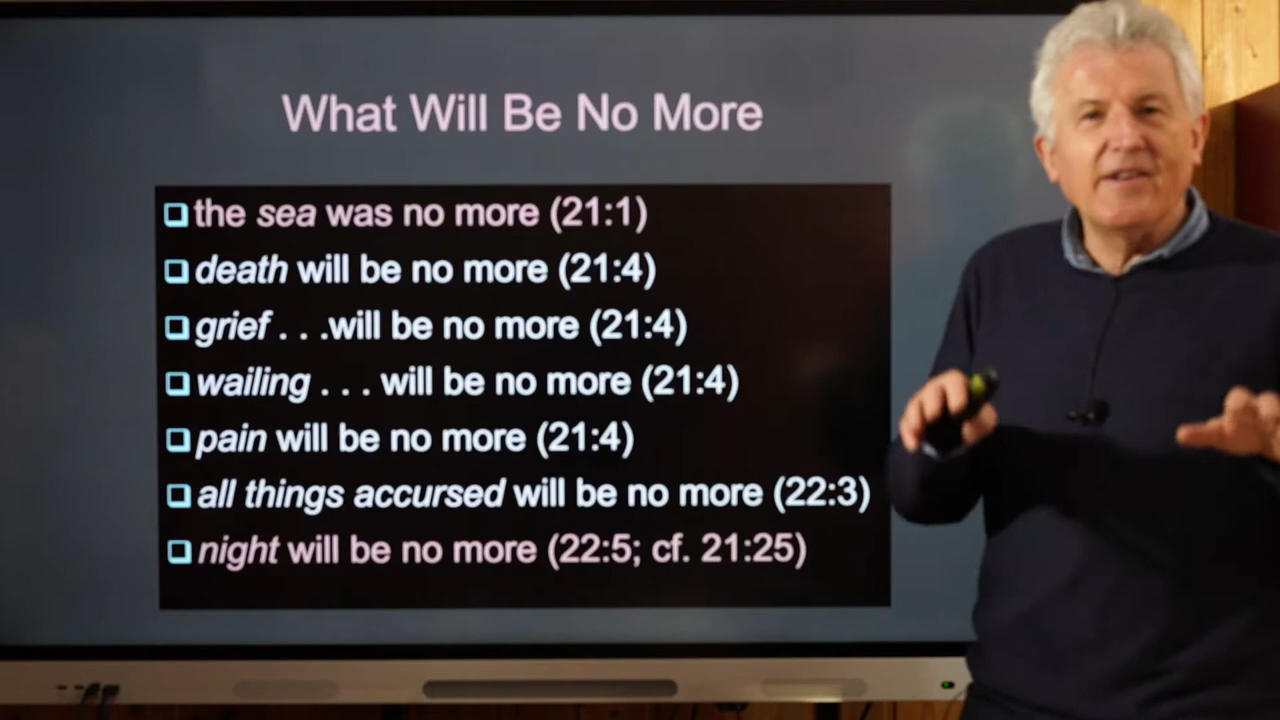 What Will Be No More
the sea was no more (21:1)
death will be no more (21:4)
grief . . .will be no more (21:4)
wailing . . . will be no more (21:4)
pain will be no more (21:4)
all things accursed will be no more (22:3)
night will be no more (22:5; cf. 21:25)